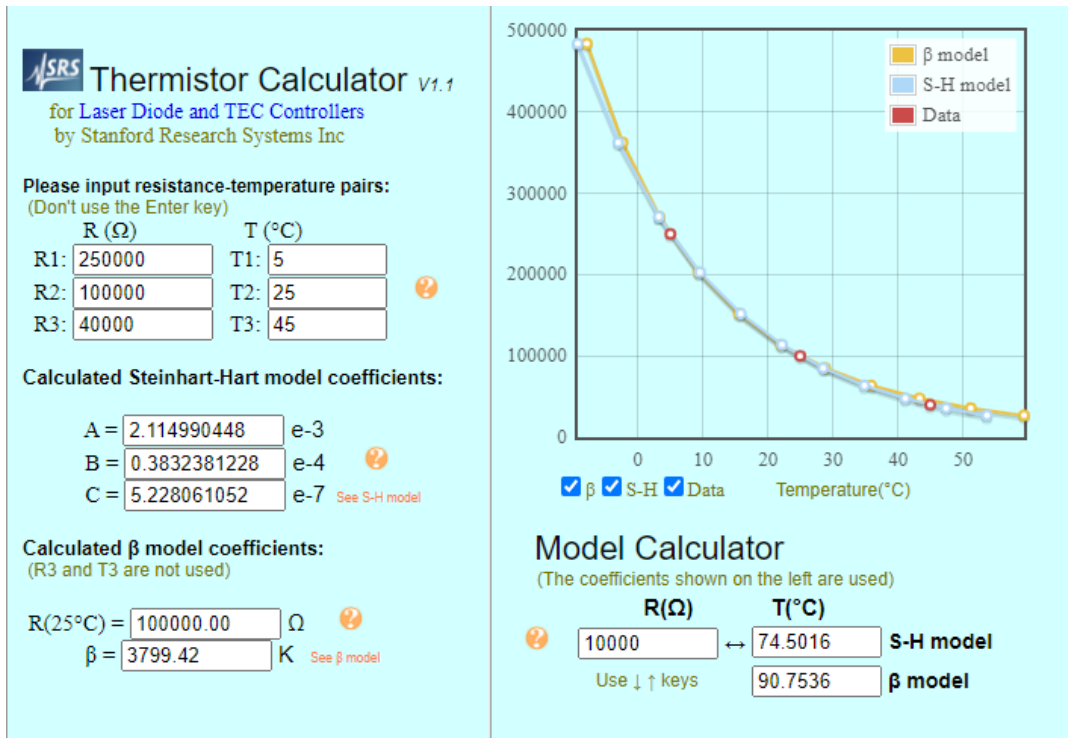 SRS Thermistor Calculator V1.1
for Laser Diode and TEC Controllers
by Stanford Research Systems Inc
Please input resistance-temperature pairs:
(Don't use the Enter key)
R (Ω) T (°C)
R1: 250000 T1: 5
R2: 100000 T2: 25 ?
R3: 40000 T3: 45
Calculated Steinhart-Hart model coefficients:
A = 2.114990448 e-3
B = 0.3832381228 e-4 ?
C = 5.228061052 e-7 See S-H model
Calculated β model coefficients:
(R3 and T3 are not used)
R(25°C) = 100000.00 Ω ?
β = 3799.42 K See β model
500000
400000
300000
200000
100000
0
β model
S-H model
Data
0 10 20 30 40 50
β S-H Data Temperature(°C)
Model Calculator
(The coefficients shown on the left are used)
R(Ω) T(°C)
? 10000 ↔ 74.5016 S-H model
Use ↓ ↑ keys 90.7536 β model